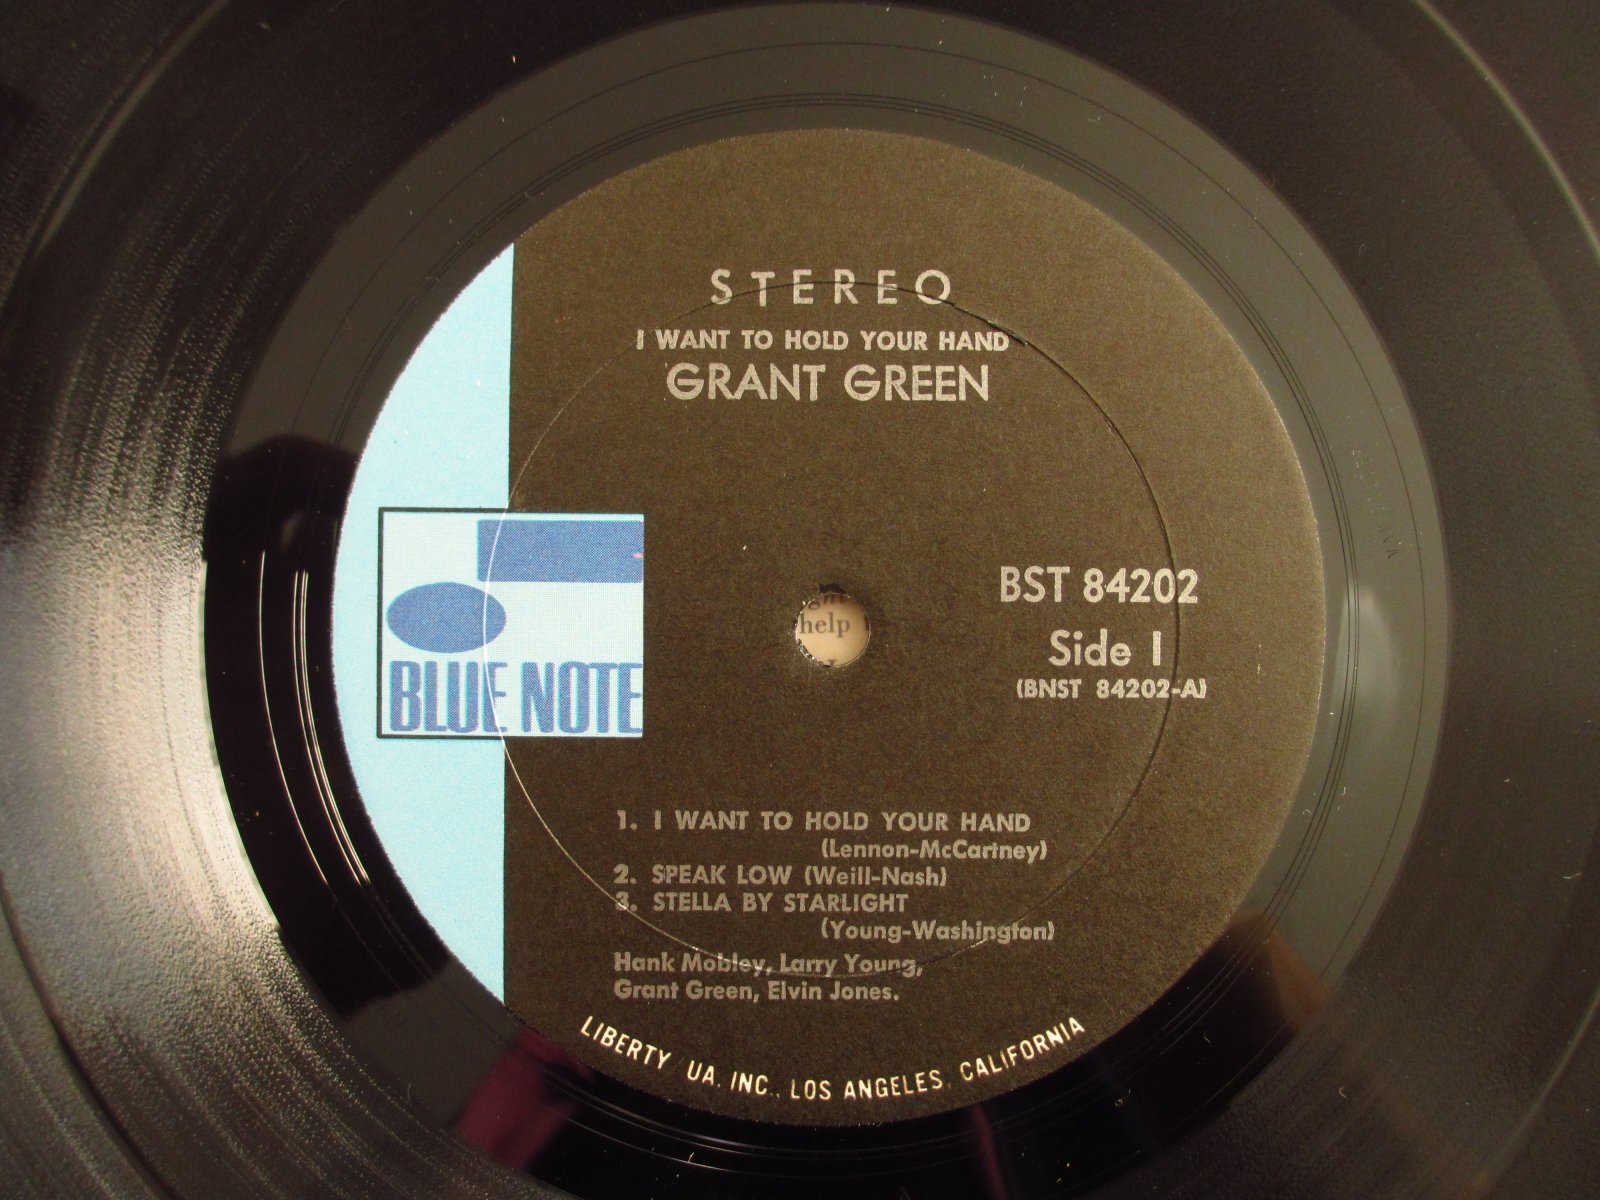 STEREO
I WANT TO HOLD YOUR HAND
GRANT GREEN
BLUE NOTE
help
BST 84202
Side 1
(BNST 84202-A)
1. I WANT TO HOLD YOUR HAND
(Lennon-McCartney)
2. SPEAK LOW (Weill-Nash)
3. STELLA BY STARLIGHT
(Young-Washington)
Hank Mobley, Larry Young,
Grant Green, Elvin Jones.
LIBERTY UA, INC., LOS ANGELES, CALIFORNIA